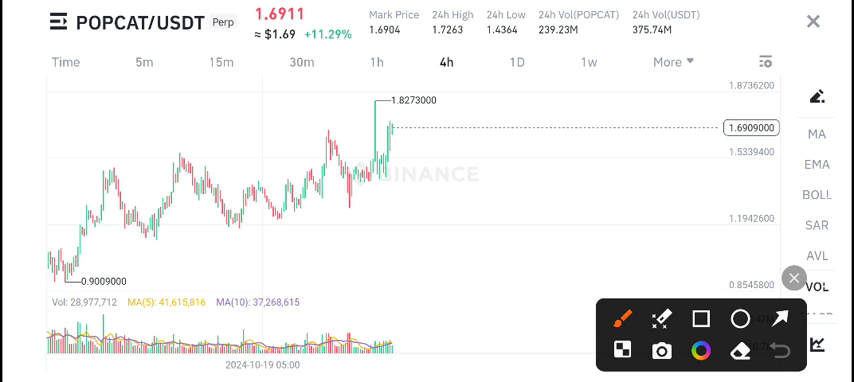 POPCAT/USDT Perp
1.6911
≈ $1.69 +11.29%
Mark Price
1.6904
24h High
1.7263
24h Low
1.4364
24h Vol(POPCAT)
239.23M
24h Vol(USDT)
375.74M
Time 5m 15m 30m 1h 4h 1D 1w More
1.8736200
1.8273000
1.6909000
1.5339400
BINANCE
1.1942600
0.9009000
0.8545800
Vol: 28,977,712 MA(5): 41,615,816 MA(10): 37,268,615
2024-10-19 05:00
MA
EMA
BOLL
SAR
AVL
VOL